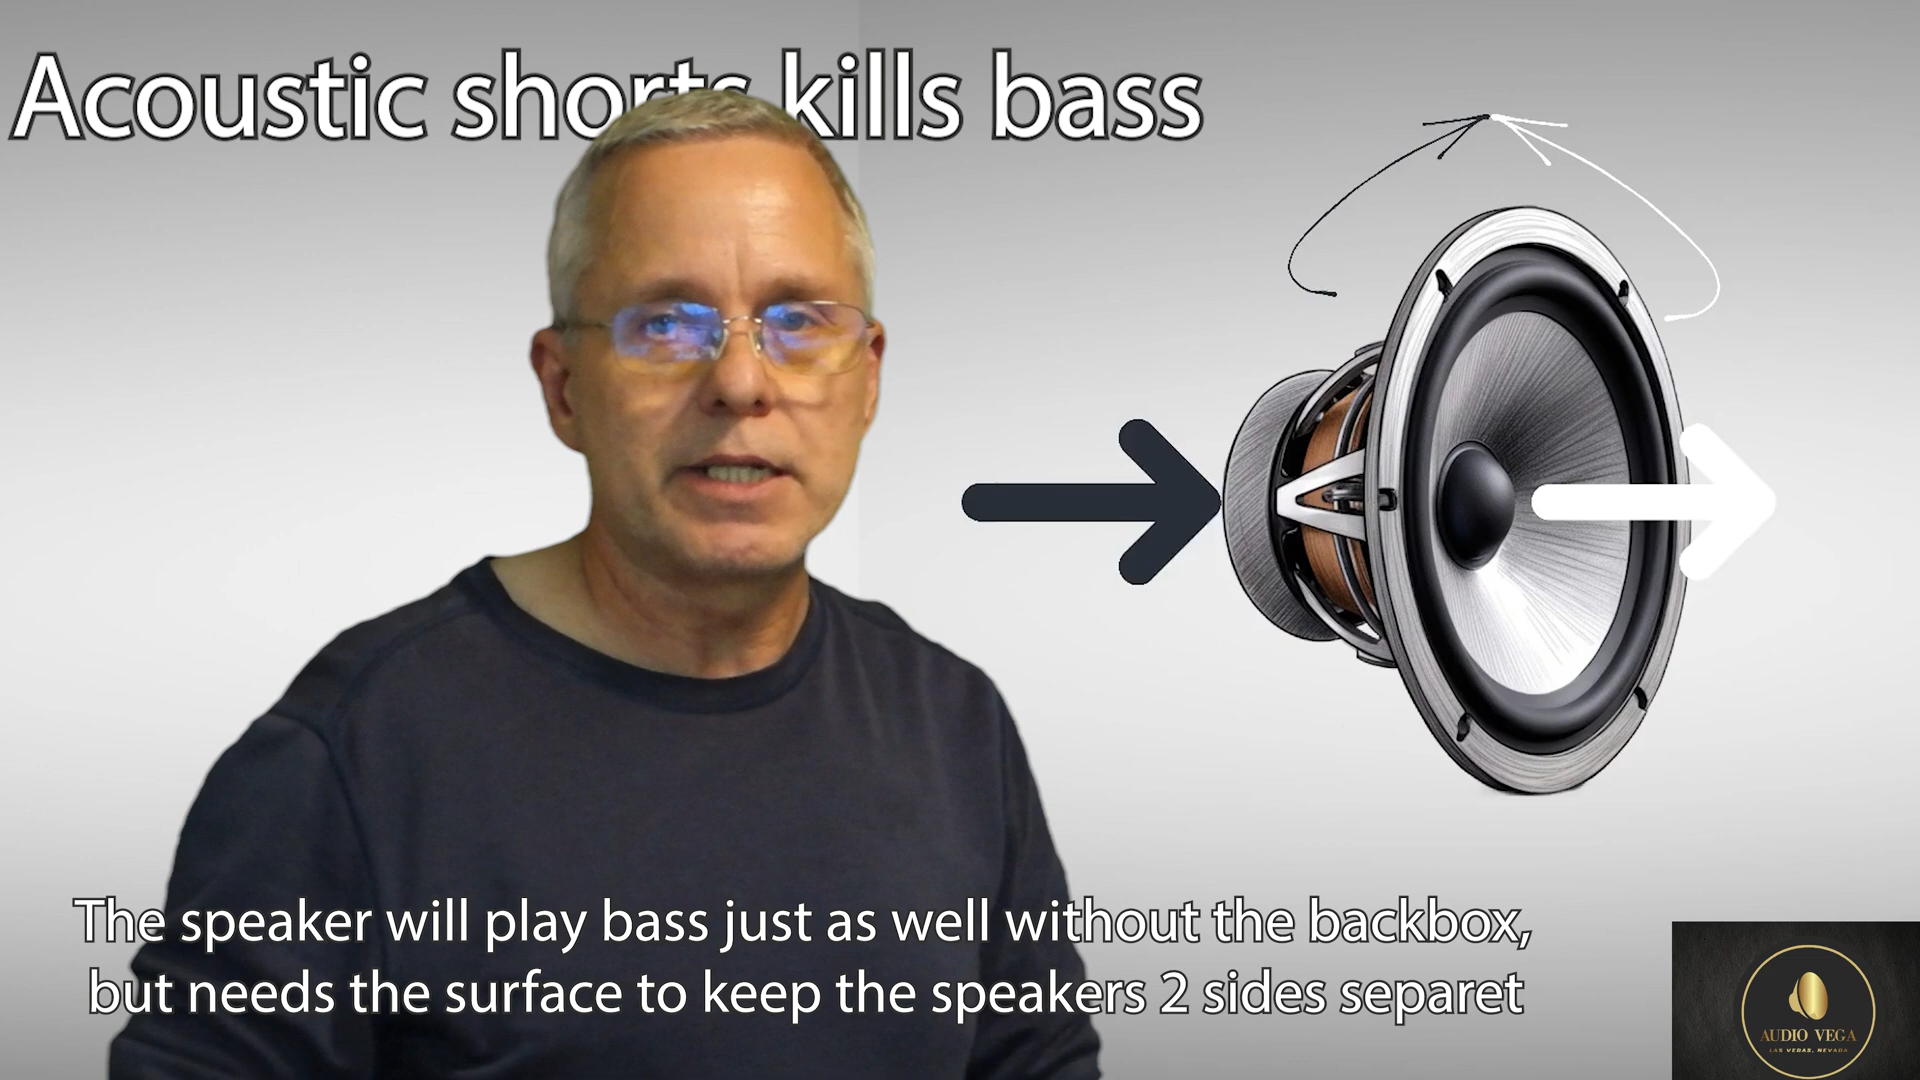 Acoustic shorts kills bass
The speaker will play bass just as well without the backbox,
but needs the surface to keep the speakers 2 sides separet
AUDIO VEGA
LAS VEGAS, NEVADA